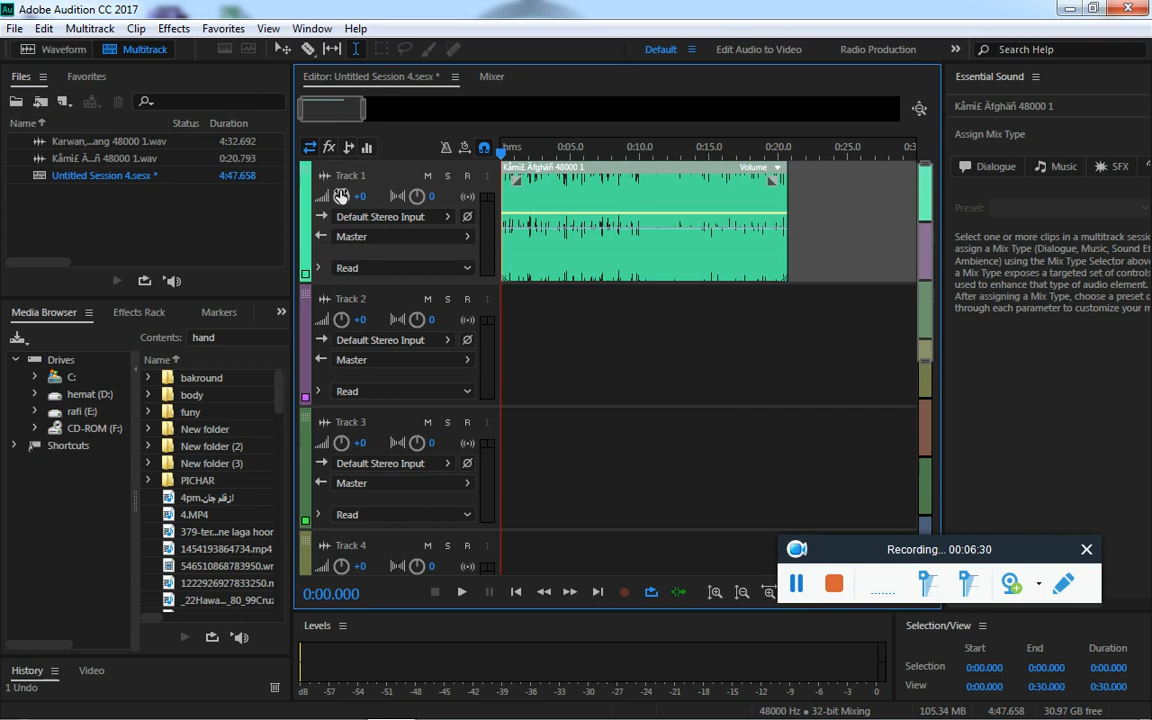 Adobe Audition CC 2017
File Edit Multitrack Clip Effects Favorites View Window Help
Waveform Multitrack Default Edit Audio to Video Radio Production Search Help
Files Favorites
Name Status Duration
Karwan,...ang 48000 1.wav 4:32.692
Kåmi£ Ä...ñ 48000 1.wav 0:20.793
Untitled Session 4.sesx * 4:47.658
Media Browser Effects Rack Markers
Contents: hand
Drives
C:
hemat (D:)
rafi (E:)
CD-ROM (F:)
Shortcuts
Name
bakround
body
funy
New folder
New folder (2)
New folder (3)
PICHAR
ازقلم جان.4pm
4.MP4
379-ter...ne laga hoor
1454193864734.mp4
546510868783950.wr
1222926927833250.n
_22Hawa..._80_99Cruz
History Video
1 Undo
Editor: Untitled Session 4.sesx * Mixer
hms 0:05.0 0:10.0 0:15.0 0:20.0 0:25.0 0:3
Kåmi£ Äfghäñ 48000 1 Volume
Track 1 M S R I
+0 0
Default Stereo Input
Master
Read
Track 2 M S R I
+0 0
Default Stereo Input
Master
Read
Track 3 M S R I
+0 0
Default Stereo Input
Master
Read
Track 4 M S R I
+0 0
0:00.000
Levels
dB -57 -54 -51 -48 -45 -42 -39 -36 -33 -30 -27 -24 -21 -18 -15 -12 -9 -6 -3 0
Essential Sound
Kåmi£ Äfghäñ 48000 1
Assign Mix Type
Dialogue Music SFX
Preset:
Select one or more clips in a multitrack sessic
assign a Mix Type (Dialogue, Music, Sound Ef
Ambience) using the Mix Type Selector above
a Mix Type exposes a targeted set of controls
used to enhance that type of audio element.
After assigning a Mix Type, choose a preset c
through each parameter to customize your m
Recording... 00:06:30
Selection/View
Start End Duration
Selection 0:00.000 0:00.000 0:00.000
View 0:00.000 0:30.000 0:30.000
48000 Hz ● 32-bit Mixing 105.34 MB 4:47.658 30.97 GB free